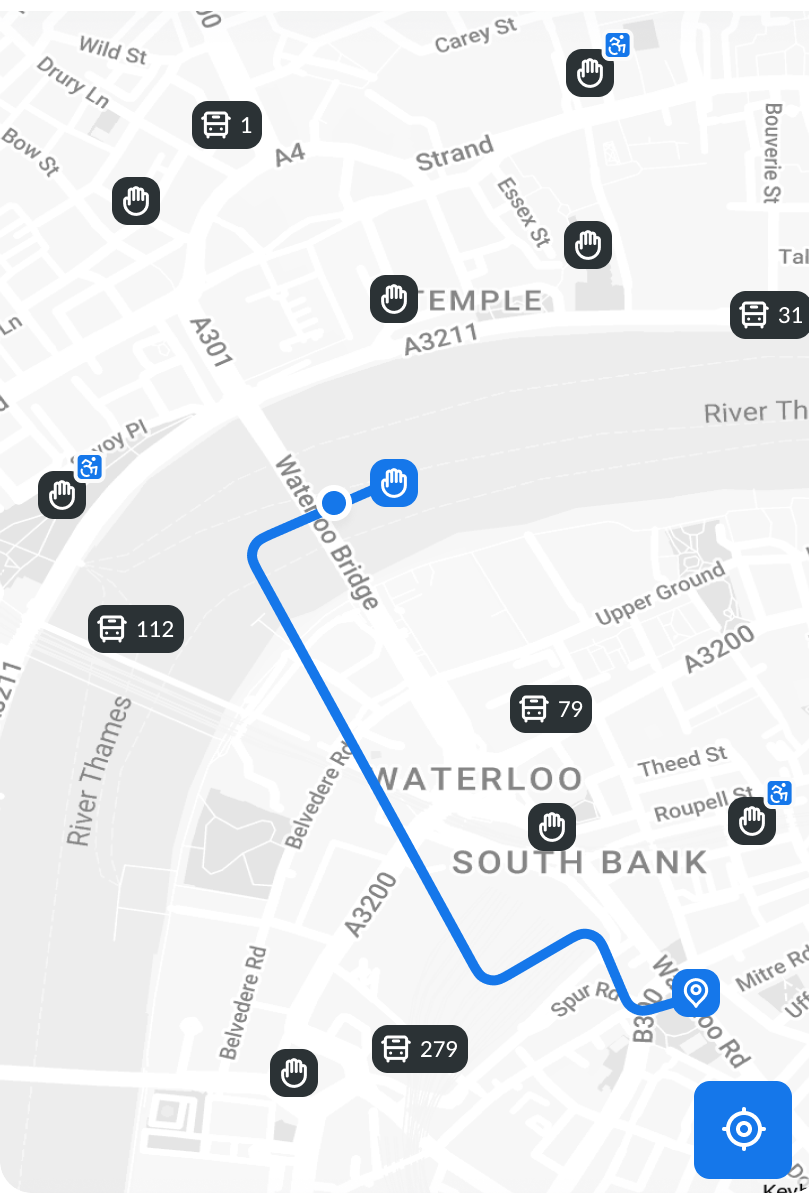 Wild St
Carey St
Drury Ln
1
Bow St
A4
Strand
Bouverie St
Essex St
TEMPLE
31
A301
A3211
River Th
Waterloo Bridge
Upper Ground
112
A3200
79
River Thames
Theed St
WATERLOO
Belvedere Rd
Roupell St
SOUTH BANK
A3200
Belvedere Rd
Spur Rd
Mitre Rd
279